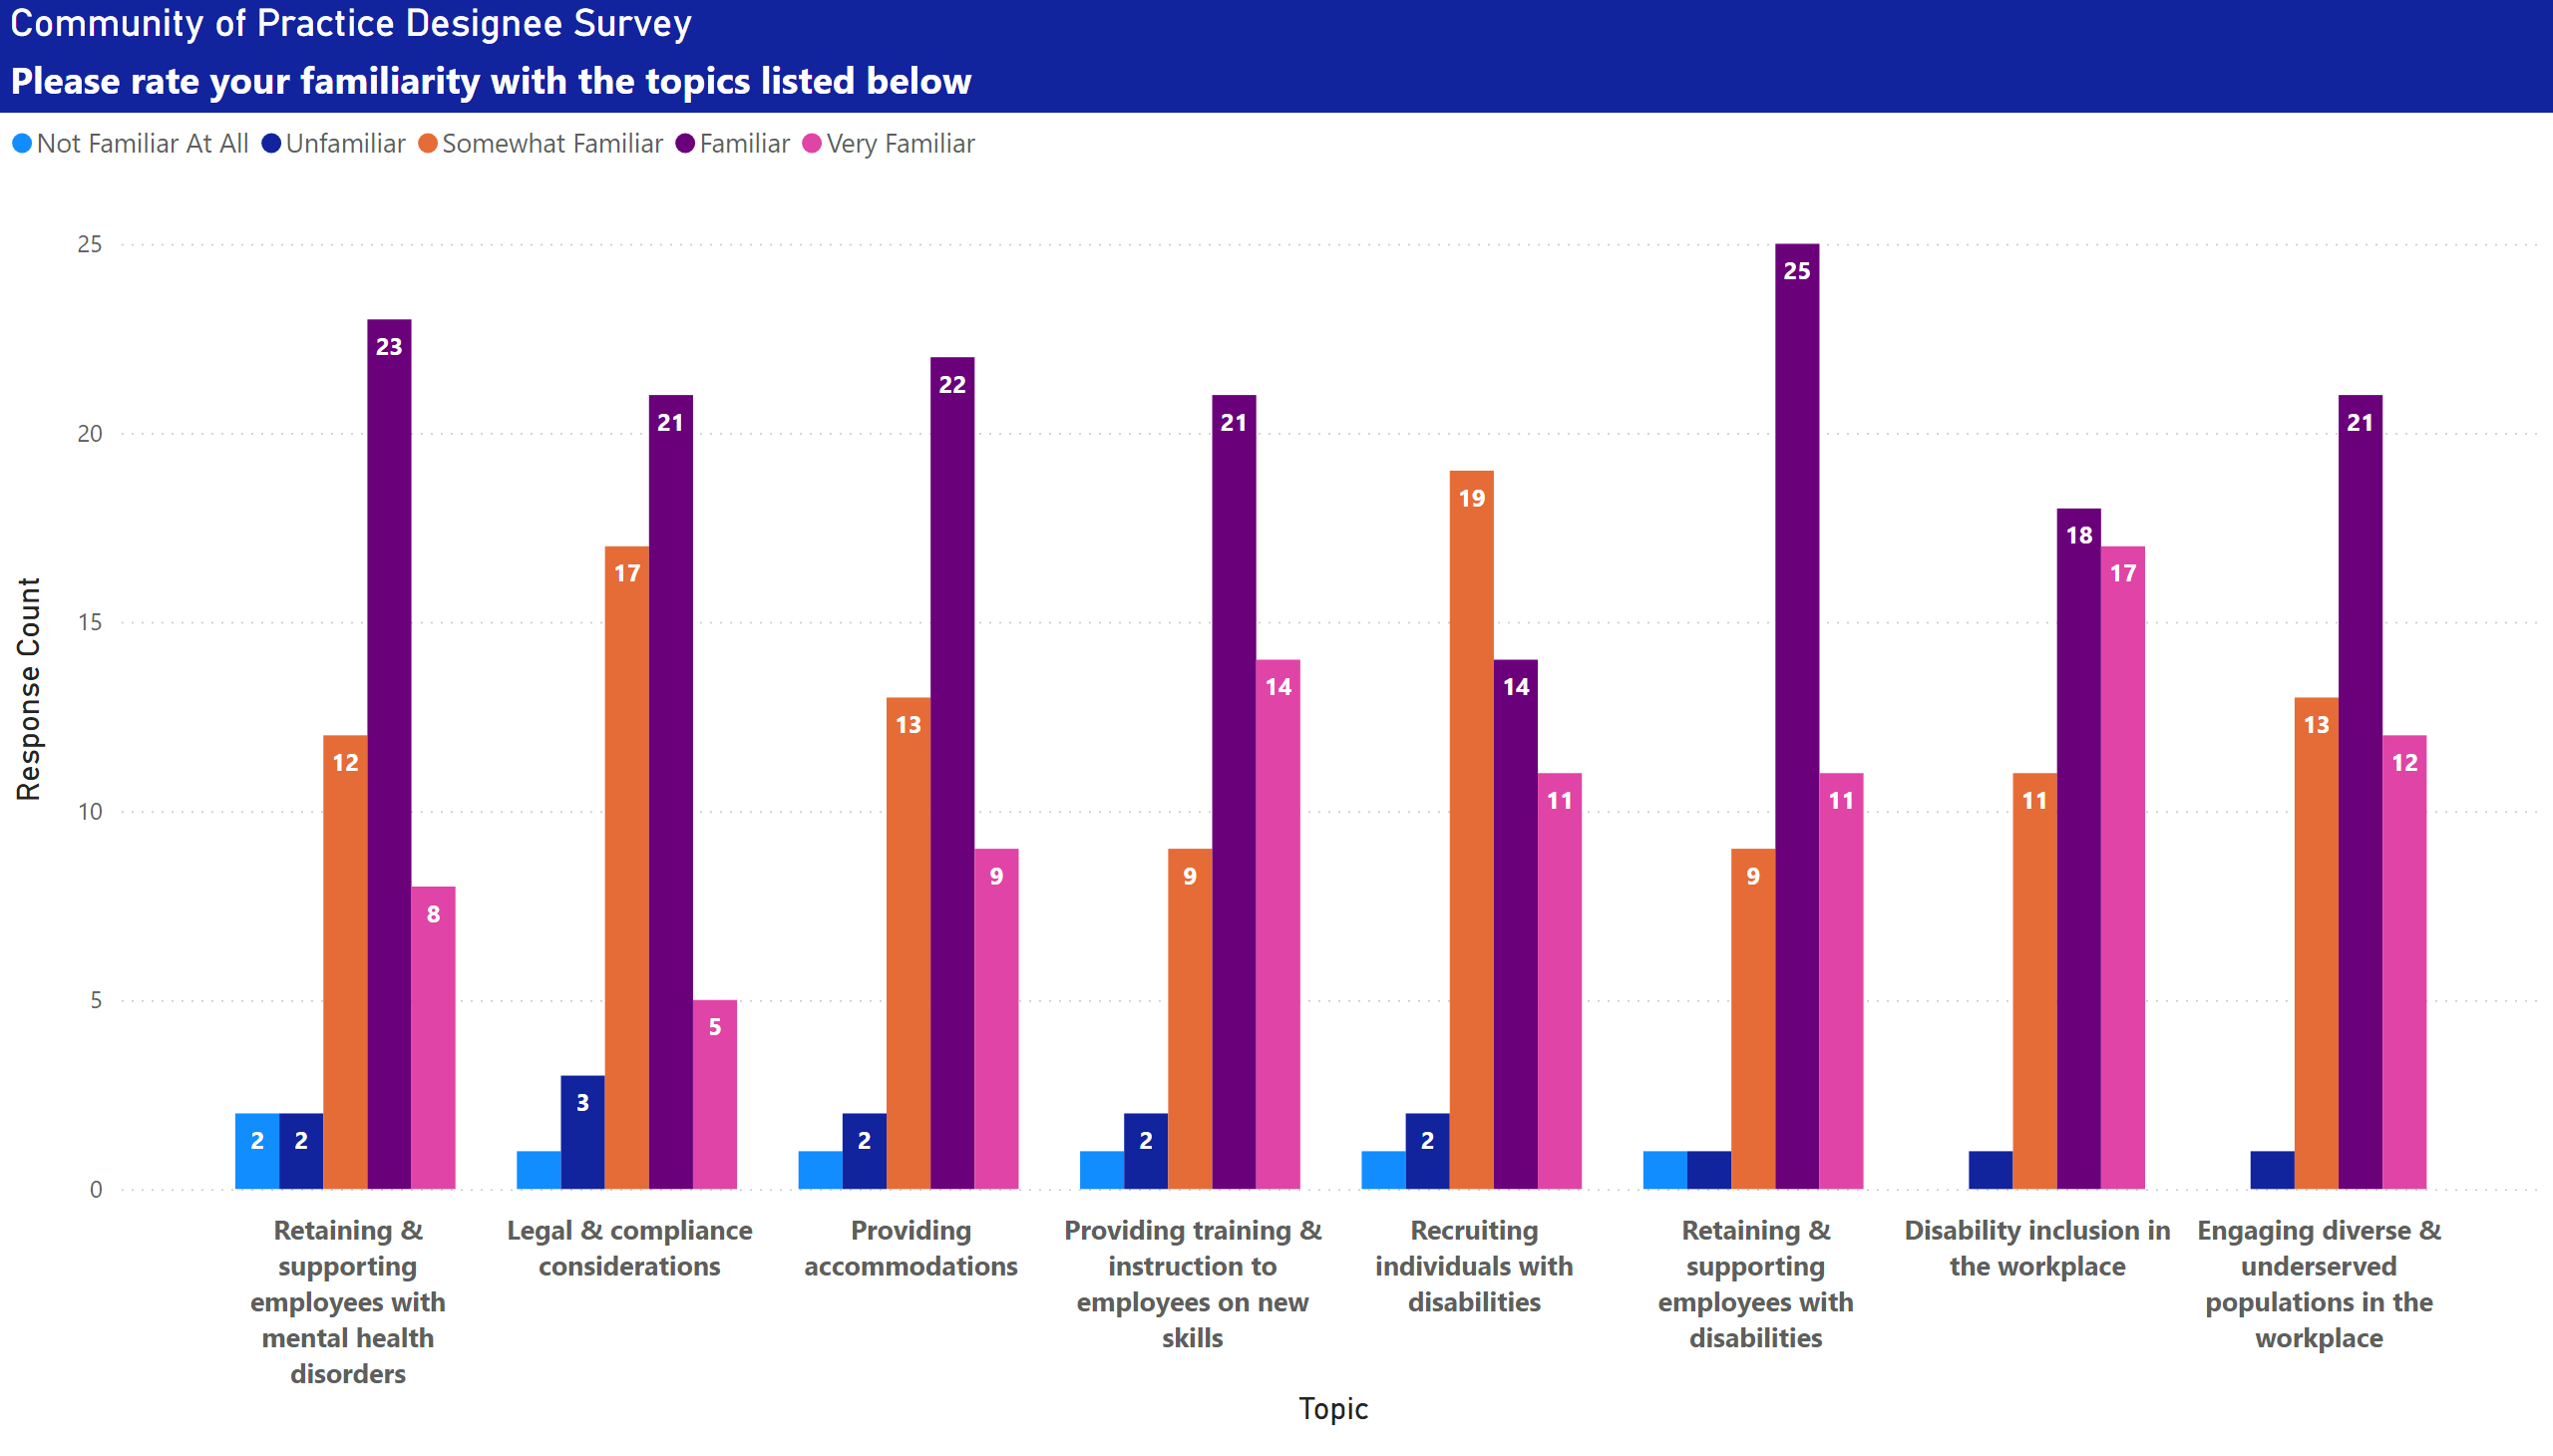 Community of Practice Designee Survey
Please rate your familiarity with the topics listed below
Not Familiar At All Unfamiliar Somewhat Familiar Familiar Very Familiar
Response Count
25
20
15
10
5
0
2
2
12
23
8
3
17
21
5
2
13
22
9
2
9
21
14
2
19
14
11
9
25
11
11
18
17
13
21
12
Retaining &
supporting
employees with
mental health
disorders
Legal & compliance
considerations
Providing
accommodations
Providing training &
instruction to
employees on new
skills
Recruiting
individuals with
disabilities
Retaining &
supporting
employees with
disabilities
Disability inclusion in
the workplace
Engaging diverse &
underserved
populations in the
workplace
Topic